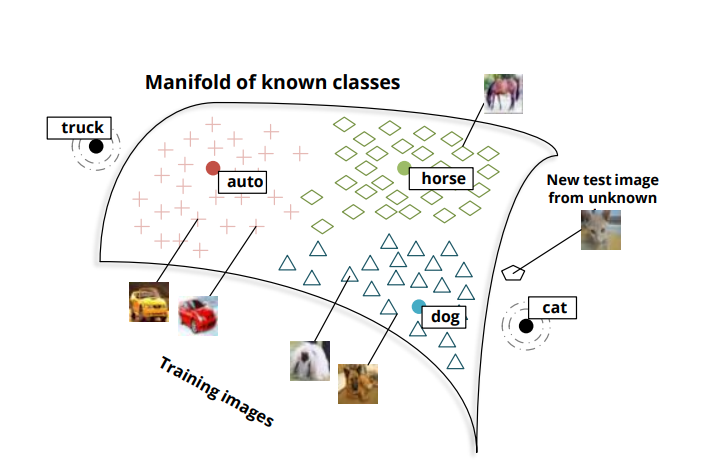 Manifold of known classes
truck
auto
horse
New test image
from unknown
cat
dog
Training images